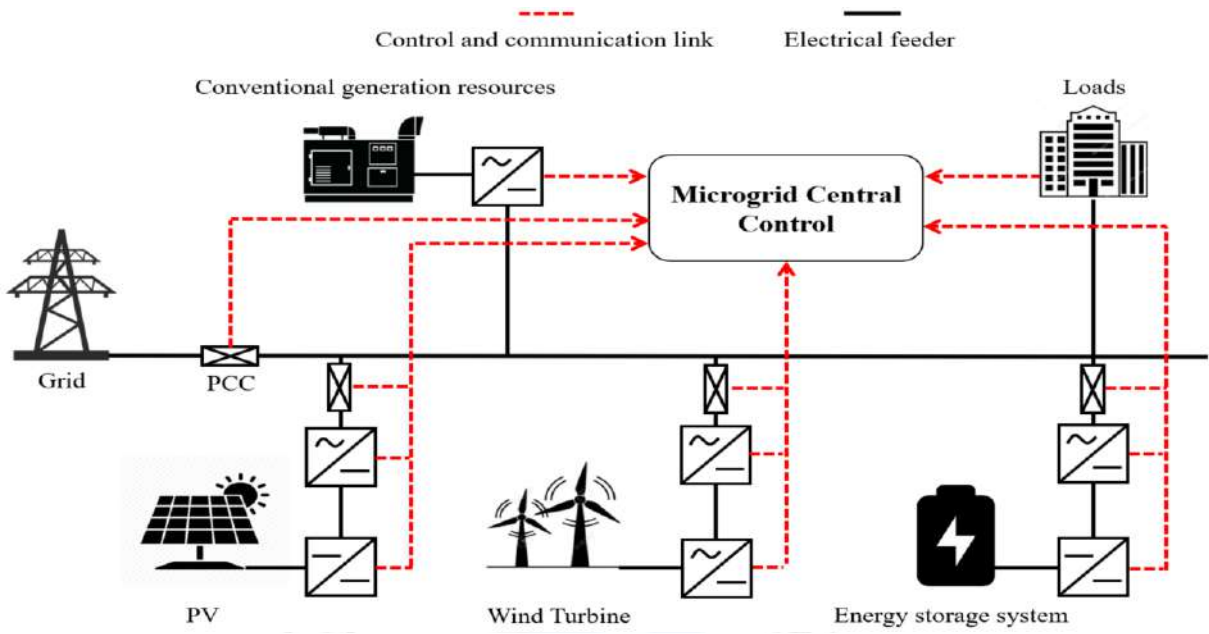 Control and communication link
Electrical feeder
Conventional generation resources
Loads
Microgrid Central
Control
Grid
PCC
PV
Wind Turbine
Energy storage system